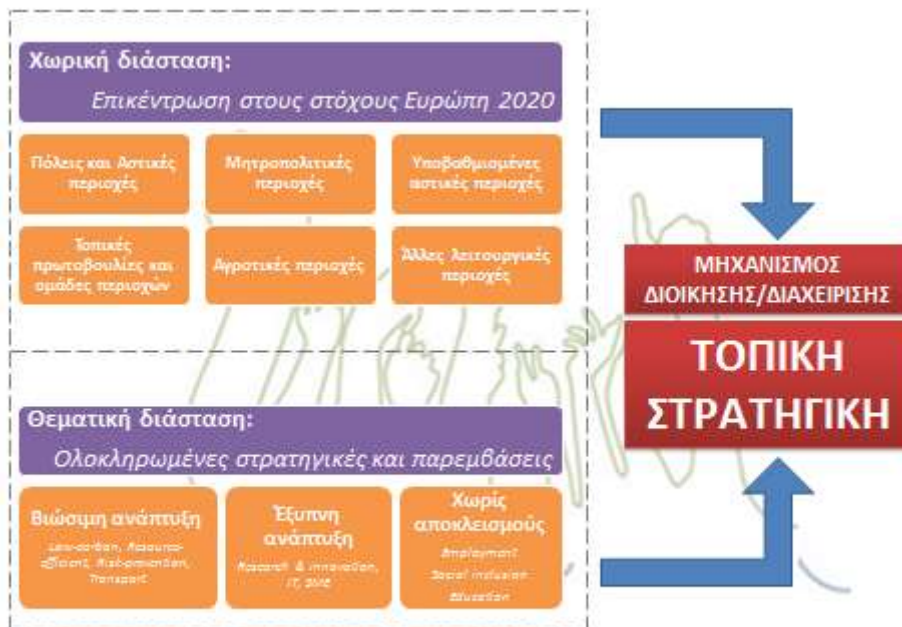 Χωρική διάσταση:
Επικέντρωση στους στόχους Ευρώπη 2020
Πόλεις και Αστικές
περιοχές
Μητροπολιτικές
περιοχές
Υποβαθμισμένες
αστικές περιοχές
Τοπικές
πρωτοβουλίες και
ομάδες περιοχών
Αγροτικές περιοχές
Άλλες λειτουργικές
περιοχές
ΜΗΧΑΝΙΣΜΟΣ
ΔΙΟΙΚΗΣΗΣ/ΔΙΑΧΕΙΡΙΣΗΣ
ΤΟΠΙΚΗ
ΣΤΡΑΤΗΓΙΚΗ
Θεματική διάσταση:
Ολοκληρωμένες στρατηγικές και παρεμβάσεις
Βιώσιμη ανάπτυξη
Low-carbon, Resource-
efficient, Risk-prevention,
Transport
Έξυπνη
ανάπτυξη
Research & innovation,
IT, SME
Χωρίς
αποκλεισμούς
Employment
Social inclusion
Education